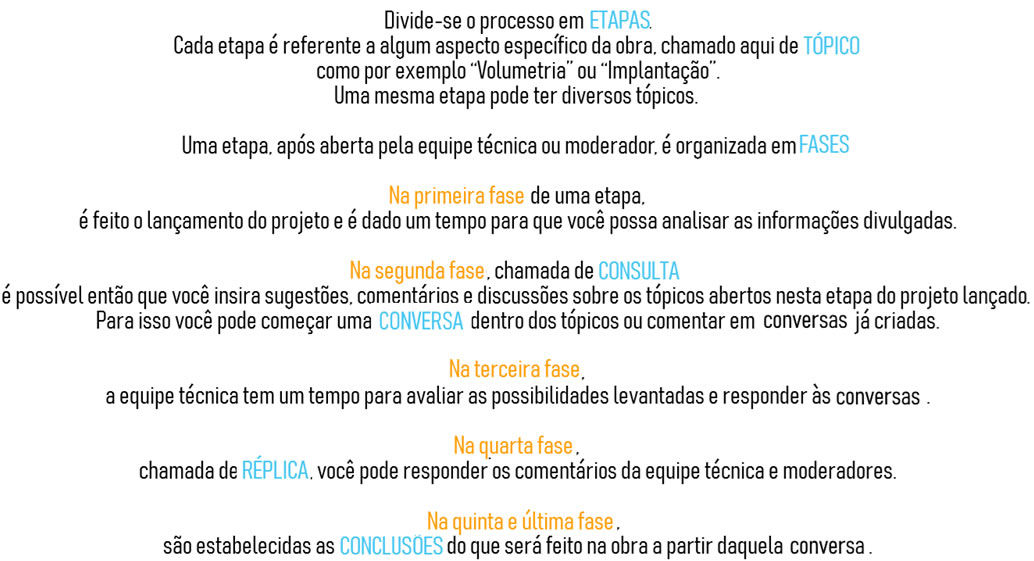 Divide-se o processo em ETAPAS.
Cada etapa é referente a algum aspecto específico da obra, chamado aqui de TÓPICO
como por exemplo “Volumetria” ou “Implantação”.
Uma mesma etapa pode ter diversos tópicos.
Uma etapa, após aberta pela equipe técnica ou moderador, é organizada em FASES
Na primeira fase de uma etapa,
é feito o lançamento do projeto e é dado um tempo para que você possa analisar as informações divulgadas.
Na segunda fase, chamada de CONSULTA
é possível então que você insira sugestões, comentários e discussões sobre os tópicos abertos nesta etapa do projeto lançado.
Para isso você pode começar uma CONVERSA dentro dos tópicos ou comentar em conversas já criadas.
Na terceira fase,
a equipe técnica tem um tempo para avaliar as possibilidades levantadas e responder às conversas .
Na quarta fase,
chamada de RÉPLICA, você pode responder os comentários da equipe técnica e moderadores.
Na quinta e última fase,
são estabelecidas as CONCLUSÕES do que será feito na obra a partir daquela conversa .